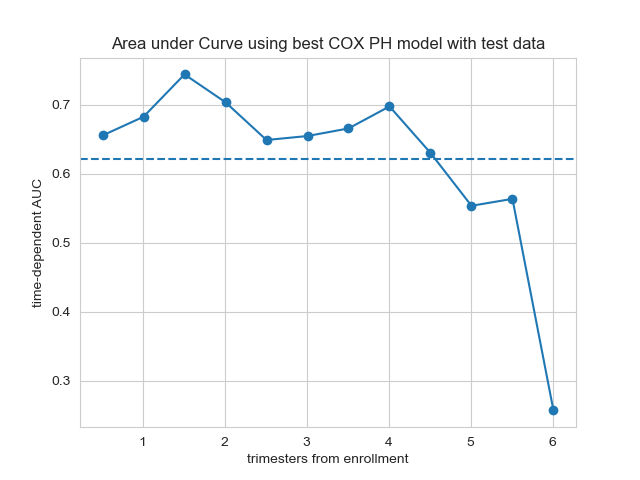 Area under Curve using best COX PH model with test data
time-dependent AUC
0.7
0.6
0.5
0.4
0.3
1 2 3 4 5 6
trimesters from enrollment